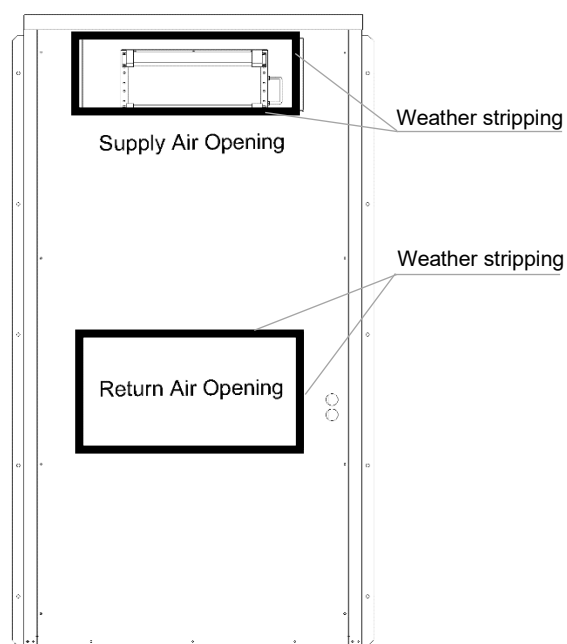 Weather stripping
Supply Air Opening
Weather stripping
Return Air Opening